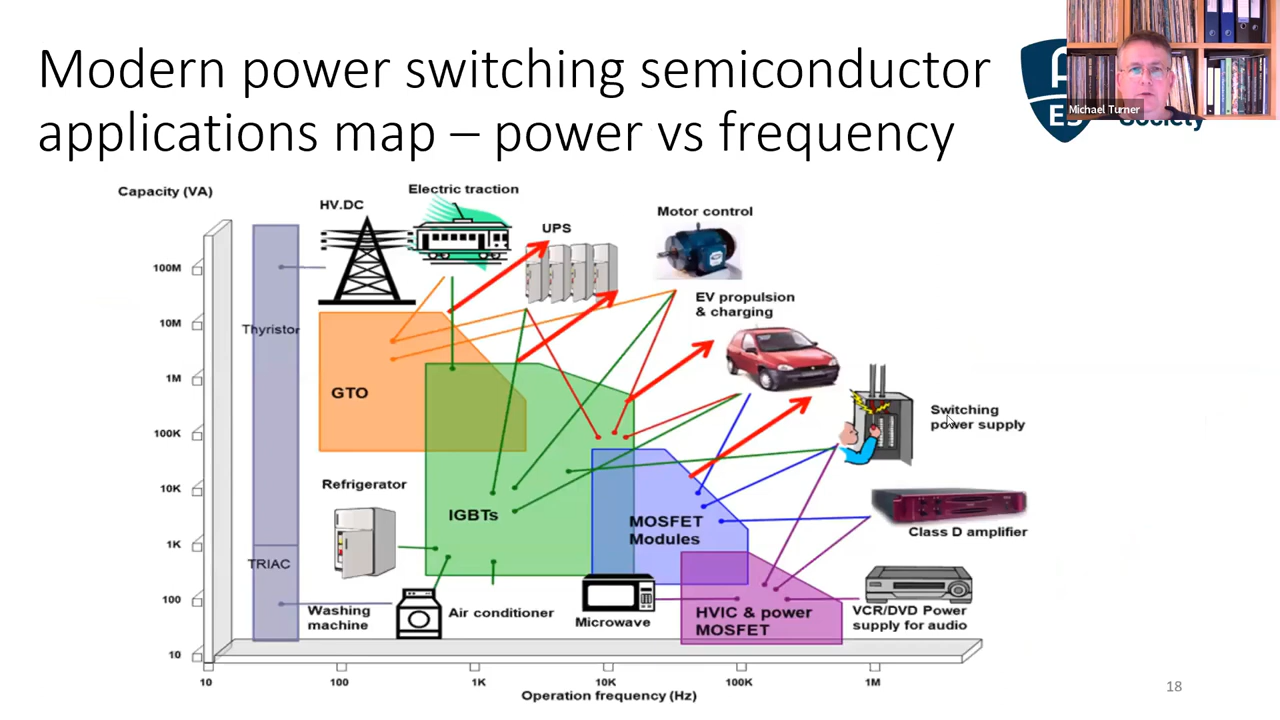 Modern power switching semiconductor
applications map – power vs frequency
Michael Turner
ES
Society
Capacity (VA)
Electric traction
HV.DC
UPS
Motor control
EV propulsion
& charging
100M
10M
Thyristor
1M
GTO
Switching
power supply
100K
Refrigerator
10K
IGBTs
MOSFET
Modules
Class D amplifier
1K
TRIAC
100
Washing
machine
Air conditioner
Microwave
HVIC & power
MOSFET
VCR/DVD Power
supply for audio
10
10
100
1K
10K
100K
1M
Operation frequency (Hz)
18